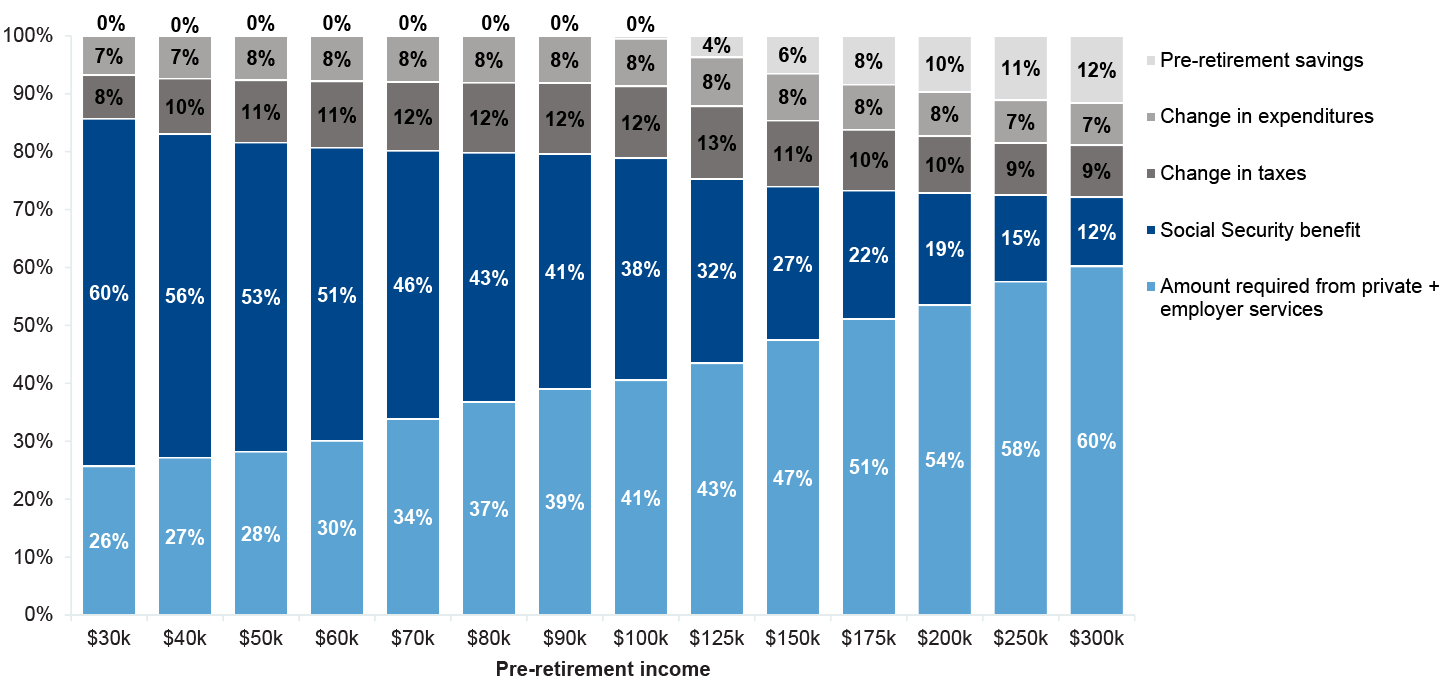 0% 0% 0% 0% 0% 0% 0% 0%
100%
90%
80%
70%
60%
50%
40%
30%
20%
10%
0%
7% 7% 8% 8% 8% 8% 8% 8% 4% 6% 8% 10% 11% 12%
8% 10% 11% 11% 12% 12% 12% 12% 8% 8% 8% 8% 7% 7%
13% 11% 10% 10% 9% 9%
60% 56% 53% 51% 46% 43% 41% 38% 32% 27% 22% 19% 15% 12%
26% 27% 28% 30% 34% 37% 39% 41% 43% 47% 51% 54% 58% 60%
$30k $40k $50k $60k $70k $80k $90k $100k $125k $150k $175k $200k $250k $300k
Pre-retirement income
Pre-retirement savings
Change in expenditures
Change in taxes
Social Security benefit
Amount required from private +
employer services